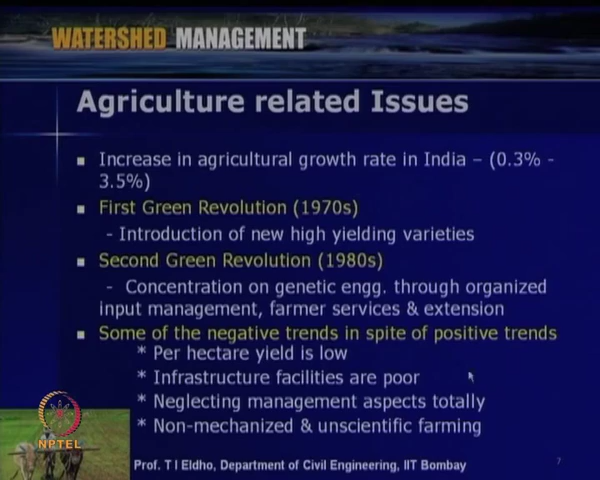 WATERSHED MANAGEMENT
Agriculture related Issues
Increase in agricultural growth rate in India – (0.3% -
3.5%)
First Green Revolution (1970s)
- Introduction of new high yielding varieties
Second Green Revolution (1980s)
- Concentration on genetic engg. through organized
input management, farmer services & extension
Some of the negative trends in spite of positive trends
* Per hectare yield is low
* Infrastructure facilities are poor
* Neglecting management aspects totally
* Non-mechanized & unscientific farming
NPTEL
Prof. T I Eldho, Department of Civil Engineering, IIT Bombay
7